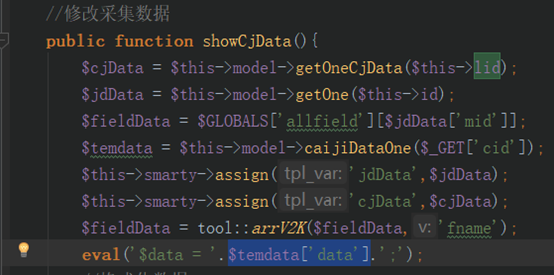 //修改采集数据
public function showCjData(){
$cjData = $this->model->getOneCjData($this->lid);
$jdData = $this->model->getOne($this->id);
$fieldData = $GLOBALS['allfield'][$jdData['mid']];
$temdata = $this->model->caijiDataOne($_GET['cid']);
$this->smarty->assign( tpl_var: 'jdData',$jdData);
$this->smarty->assign( tpl_var: 'cjData',$cjData);
$fieldData = tool::arrV2K($fieldData, v: 'fname');
eval('$data = '.$temdata['data'].';');